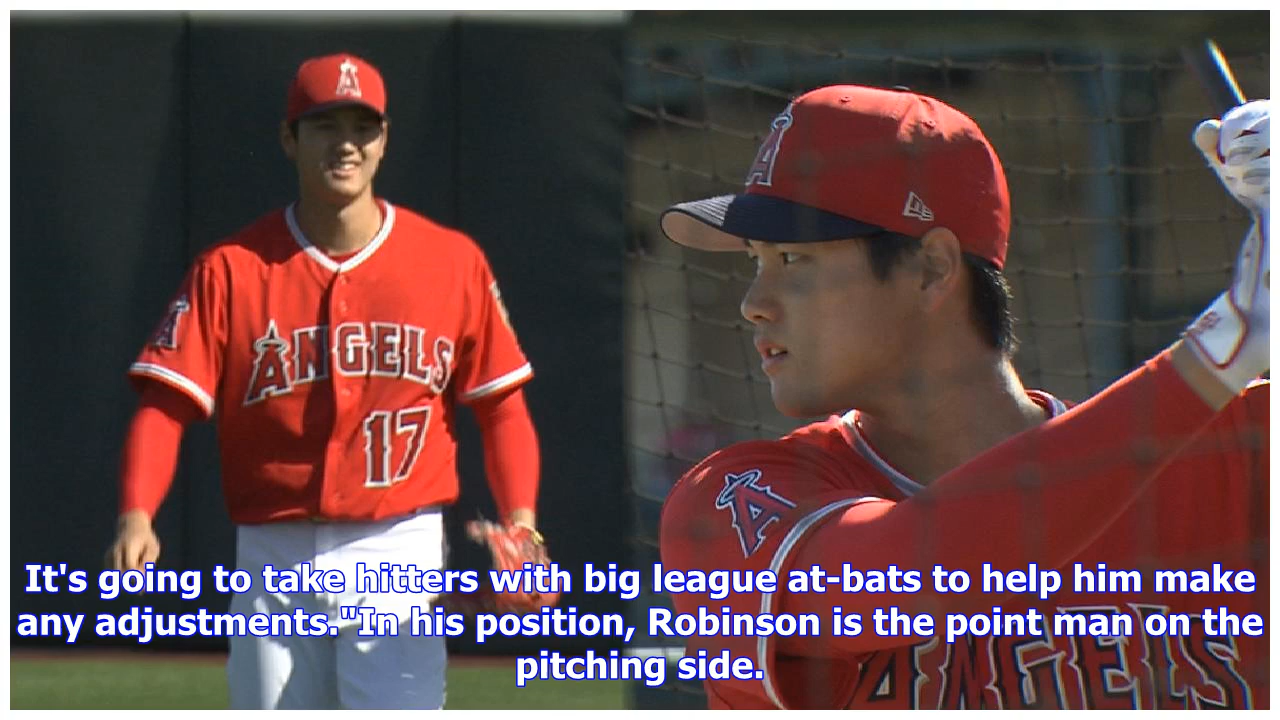 A
ANGELS
17
A
A
A
ANGELS
It's going to take hitters with big league at-bats to help him make
any adjustments."In his position, Robinson is the point man on the
pitching side.